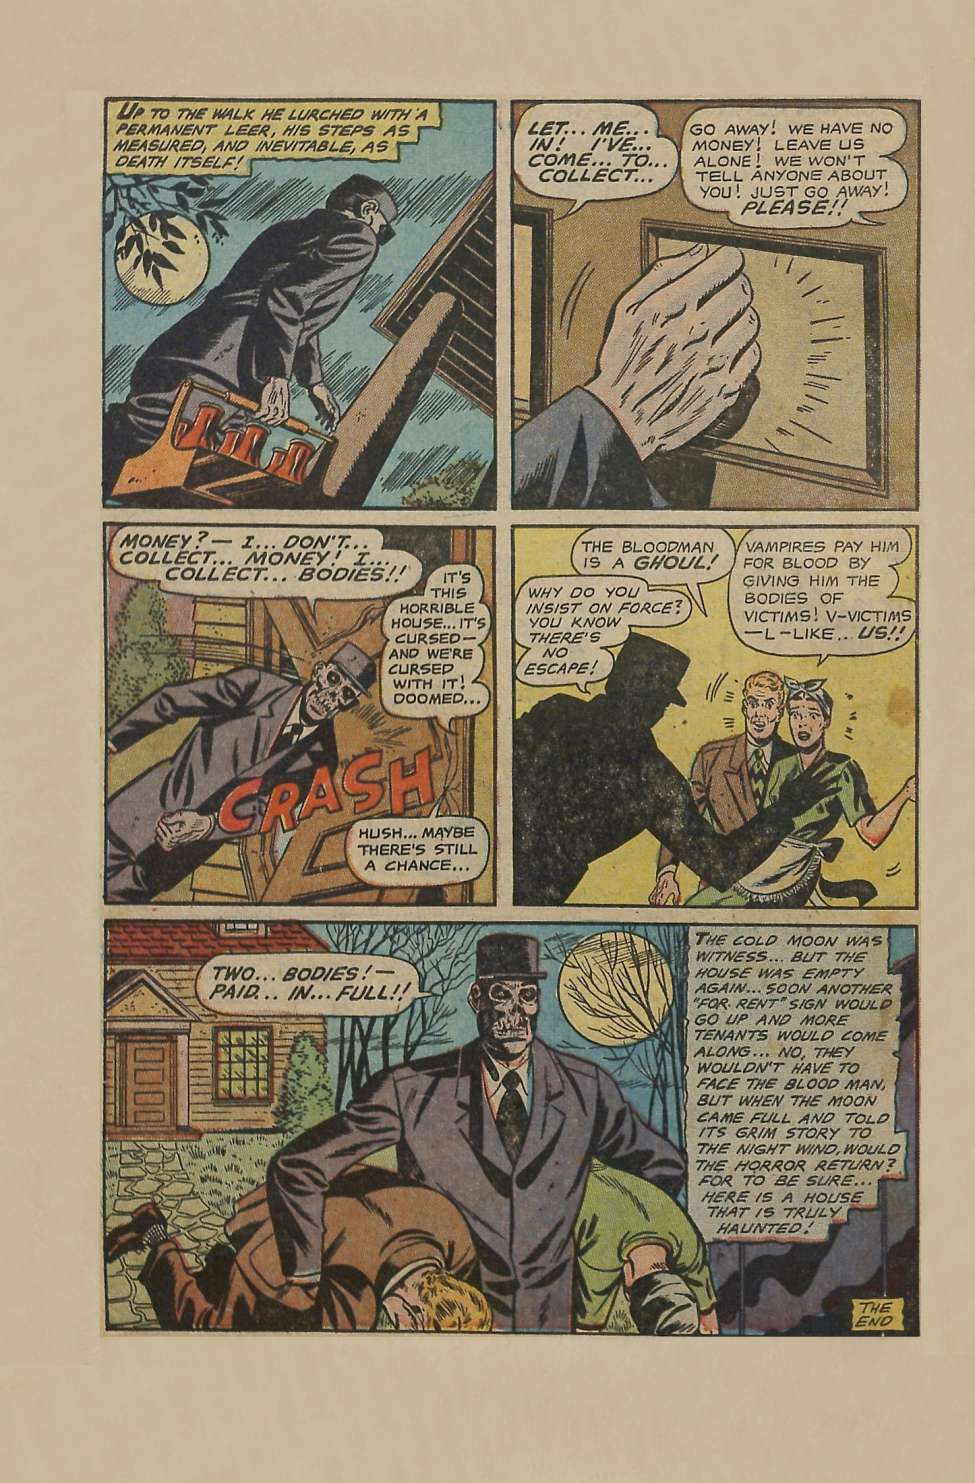 UP TO THE WALK HE LURCHED WITH A
PERMANENT LEER, HIS STEPS AS
MEASURED, AND INEVITABLE, AS
DEATH ITSELF!
LET... ME...
IN! I'VE...
COME... TO...
COLLECT...
GO AWAY! WE HAVE NO
MONEY! LEAVE US
ALONE! WE WON'T
TELL ANYONE ABOUT
YOU! JUST GO AWAY!
PLEASE!!
MONEY?— I... DON'T...
COLLECT... MONEY! I...
COLLECT... BODIES!!
IT'S
THIS
HORRIBLE
HOUSE... IT'S
CURSED—
AND WE'RE
CURSED
WITH IT!
DOOMED...
CRASH
HUSH... MAYBE
THERE'S STILL
A CHANCE...
THE BLOODMAN
IS A GHOUL!
WHY DO YOU
INSIST ON FORCE?
YOU KNOW
THERE'S
NO
ESCAPE!
VAMPIRES PAY HIM
FOR BLOOD BY
GIVING HIM THE
BODIES OF
VICTIMS! V-VICTIMS
—L-LIKE... US!!
TWO... BODIES!—
PAID... IN... FULL!!
THE COLD MOON WAS
WITNESS... BUT THE
HOUSE WAS EMPTY
AGAIN... SOON ANOTHER
"FOR RENT" SIGN WOULD
GO UP AND MORE
TENANTS WOULD COME
ALONG... NO, THEY
WOULDN'T HAVE TO
FACE THE BLOOD MAN,
BUT WHEN THE MOON
CAME FULL AND TOLD
ITS GRIM STORY TO
THE NIGHT WIND, WOULD
THE HORROR RETURN?
FOR TO BE SURE...
HERE IS A HOUSE
THAT IS TRULY
HAUNTED!
THE
END